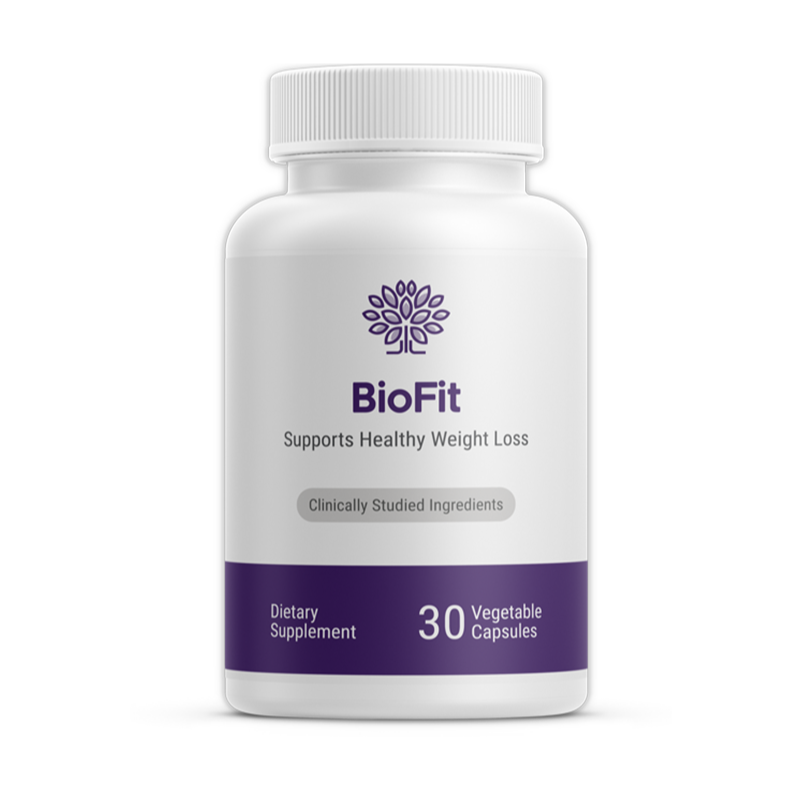 BioFit
Supports Healthy Weight Loss
Clinically Studied Ingredients
Dietary
Supplement
30 Vegetable
Capsules